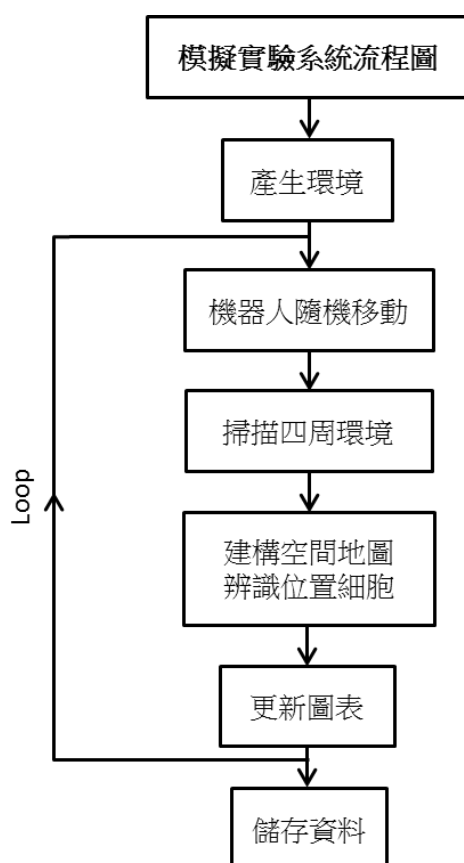 模擬實驗系統流程圖
產生環境
機器人隨機移動
掃描四周環境
建構空間地圖
辨識位置細胞
更新圖表
Loop
儲存資料